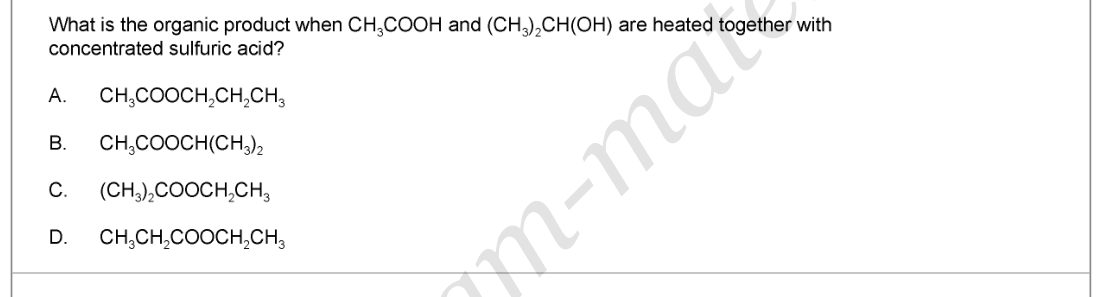 What is the organic product when CH₃COOH and (CH₃)₂CH(OH) are heated together with
concentrated sulfuric acid?
A. CH₃COOCH₂CH₂CH₃
B. CH₃COOCH(CH₃)₂
C. (CH₃)₂COOCH₂CH₃
D. CH₃CH₂COOCH₂CH₃